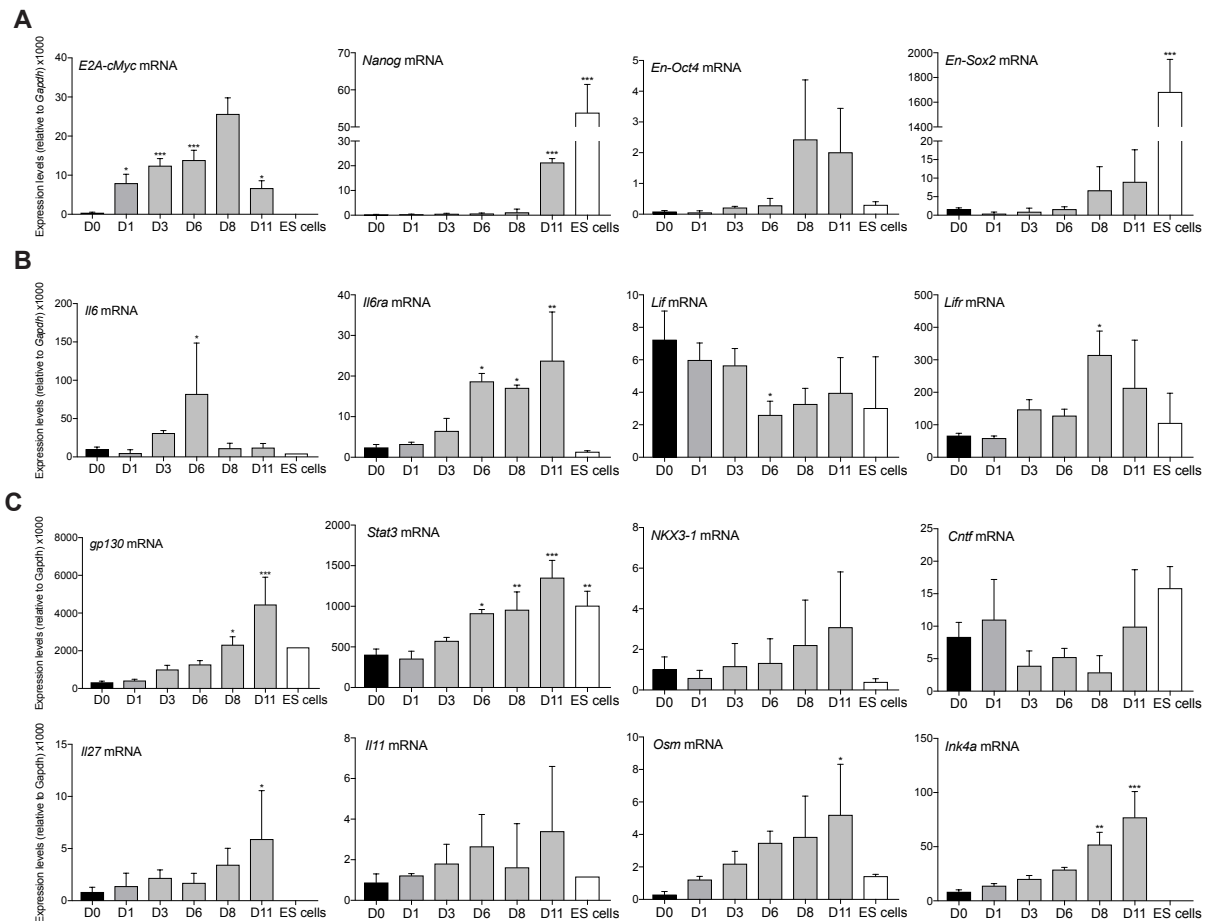 A
Expression levels (relative to Gapdh) x1000
E2A-cMyc mRNA
40
30
20
10
0
D0 D1 D3 D6 D8 D11 ES cells
* *** *** *
Nanog mRNA
70
60
50
30
20
10
0
D0 D1 D3 D6 D8 D11 ES cells
*** ***
En-Oct4 mRNA
5
4
3
2
1
0
D0 D1 D3 D6 D8 D11 ES cells
En-Sox2 mRNA
2000
1800
1600
1400
20
15
10
5
0
D0 D1 D3 D6 D8 D11 ES cells
***
B
Expression levels (relative to Gapdh) x1000
Il6 mRNA
200
150
100
50
0
D0 D1 D3 D6 D8 D11 ES cells
*
Il6ra mRNA
40
30
20
10
0
D0 D1 D3 D6 D8 D11 ES cells
* * **
Lif mRNA
10
8
6
4
2
0
D0 D1 D3 D6 D8 D11 ES cells
*
Lifr mRNA
500
400
300
200
100
0
D0 D1 D3 D6 D8 D11 ES cells
*
C
Expression levels (relative to Gapdh) x1000
gp130 mRNA
8000
6000
4000
2000
0
D0 D1 D3 D6 D8 D11 ES cells
* ***
Stat3 mRNA
2000
1500
1000
500
0
D0 D1 D3 D6 D8 D11 ES cells
* ** *** **
NKX3-1 mRNA
8
6
4
2
0
D0 D1 D3 D6 D8 D11 ES cells
Cntf mRNA
25
20
15
10
5
0
D0 D1 D3 D6 D8 D11 ES cells
Expression levels (relative to Gapdh) x1000
Il27 mRNA
15
10
5
0
D0 D1 D3 D6 D8 D11 ES cells
*
Il11 mRNA
8
6
4
2
0
D0 D1 D3 D6 D8 D11 ES cells
Osm mRNA
10
8
6
4
2
0
D0 D1 D3 D6 D8 D11 ES cells
*
Ink4a mRNA
150
100
50
0
D0 D1 D3 D6 D8 D11 ES cells
** ***